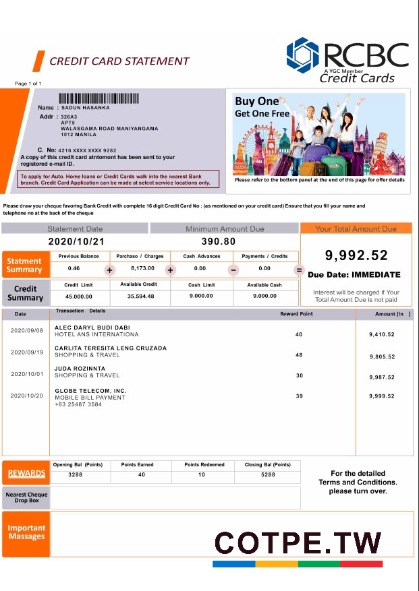 CREDIT CARD STATEMENT
RCBC
A YGC Member
Credit Cards
Page 1 of 1
Name : SADUN HASANKA
Addr : 326A3
APTS
WALASGAMA ROAD MANIYANGAMA
1012 MANILA
C. No: 4216 XXXX XXXX 9282
A copy of this credit card atntoment has been sent to your
registered e-mail ID.
To apply for Auto. Home loans or Credit Cards walk into the nearest Bank
branch. Credit Card Application can be made at select service locations only.
Buy One
Get One Free
Please refer to the bottom panel at the end of this page for offer details
Please draw your cheque favoring Bank Credit with complete 16 digit Credit Card No : (as mentioned on your credit card) Ensure that you fill your name and
telephone no at the back of the cheque
Statment Date Minimum Amount Due Your Total Amount Due
2020/10/21 390.80 9,992.52
Statment
Summary
Previous Balance Purchaso / Charges Cash Advances Payments / Credits
0.46 + 8,173.00 + 0.00 − 0.00 =
Due Date: IMMEDIATE
Credit
Summary
Credit Limit Available Credit Cash Limit Available Cash
45,000.00 35,594.48 9.000.00 9.000.00
Interest will be charged if Your
Total Amount Due is not paid
Date Transaction Details Reward Point Amount (In )
2020/09/08 ALEC DARYL BUDI DABI
HOTEL ANS INTERNATIONA. 40 9,410.52
2020/09/19 CARLITA TERESITA LENG CRUZADA
SHOPPING & TRAVEL 48 9,805.52
2020/10/01 JUDA ROZINNTA
SHOPPING & TRAVEL 30 9,987.52
2020/10/20 GLOBE TELECOM, INC.
MOBILE BILL PAYMENT 39 9,999.52
+63 25487 3584
REWARDS
Opening Bal (Points) Points Earned Points Redeemed Closing Bal (Points)
3288 40 10 5288
For the detailed
Terms and Conditions.
please turn over.
Nearest Cheque
Drop Box
Important
Massages
COTPE.TW